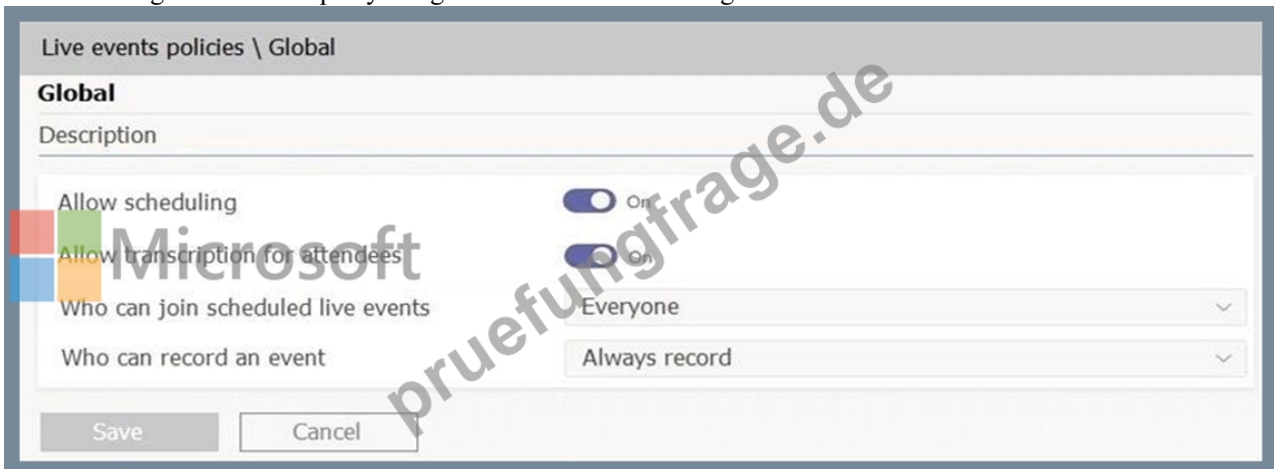 Live events policies \ Global
Global
Description
Allow scheduling On
Allow transcription for attendees On
Who can join scheduled live events Everyone
Who can record an event Always record
Save Cancel
Microsoft
pruefungfrage.de